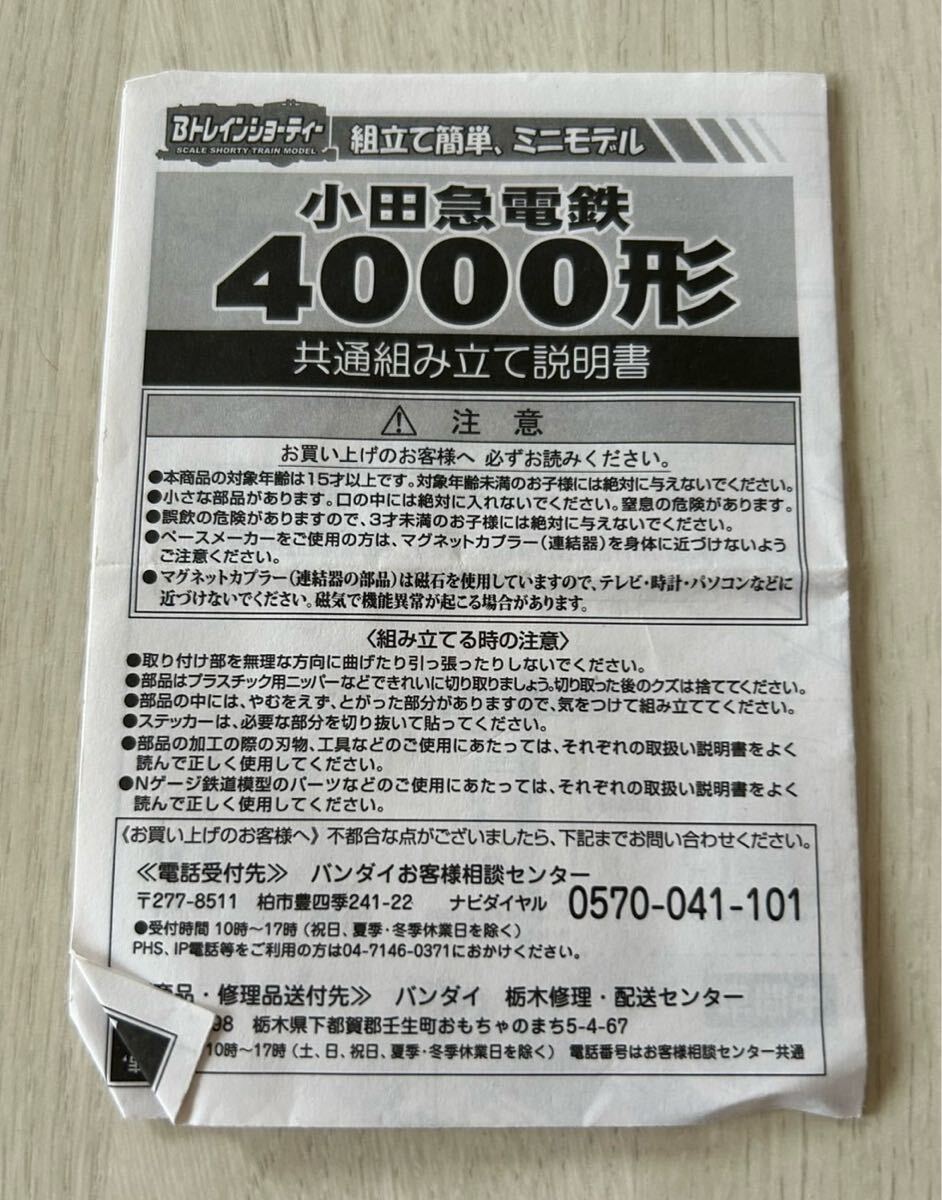 Bトレインショーティー
SCALE SHORTY TRAIN MODEL
組立て簡単、ミニモデル
小田急電鉄
4000形
共通組み立て説明書
注 意
お買い上げのお客様へ 必ずお読みください。
●本商品の対象年齢は15才以上です。対象年齢未満のお子様には絶対に与えないでください。
●小さな部品があります。口の中には絶対に入れないでください。窒息の危険があります。
●誤飲の危険がありますので、3才未満のお子様には絶対に与えないでください。
●ペースメーカーをご使用の方は、マグネットカプラー(連結器)を身体に近づけないよう
ご注意ください。
●マグネットカプラー(連結器の部品)は磁石を使用していますので、テレビ・時計・パソコンなどに
近づけないでください。磁気で機能異常が起こる場合があります。
〈組み立てる時の注意〉
●取り付け部を無理な方向に曲げたり引っ張ったりしないでください。
●部品はプラスチック用ニッパーなどできれいに切り取りましょう。切り取った後のクズは捨ててください。
●部品の中には、やむをえず、とがった部分がありますので、気をつけて組み立ててください。
●ステッカーは、必要な部分を切り抜いて貼ってください。
●部品の加工の際の刃物、工具などのご使用にあたっては、それぞれの取扱い説明書をよく
読んで正しく使用してください。
●Nゲージ鉄道模型のパーツなどのご使用にあたっては、それぞれの取扱い説明書をよく
読んで正しく使用してください。
《お買い上げのお客様へ》不都合な点がございましたら、下記までお問い合わせください。
≪電話受付先≫ バンダイお客様相談センター
〒277-8511 柏市豊四季241-22 ナビダイヤル 0570-041-101
●受付時間 10時〜17時(祝日、夏季・冬季休業日を除く)
PHS、IP電話等をご利用の方は04-7146-0371におかけください。
品・修理品送付先≫ バンダイ 栃木修理・配送センター
98 栃木県下都賀郡壬生町おもちゃのまち5-4-67
10時〜17時(土、日、祝日、夏季・冬季休業日を除く) 電話番号はお客様相談センター共通